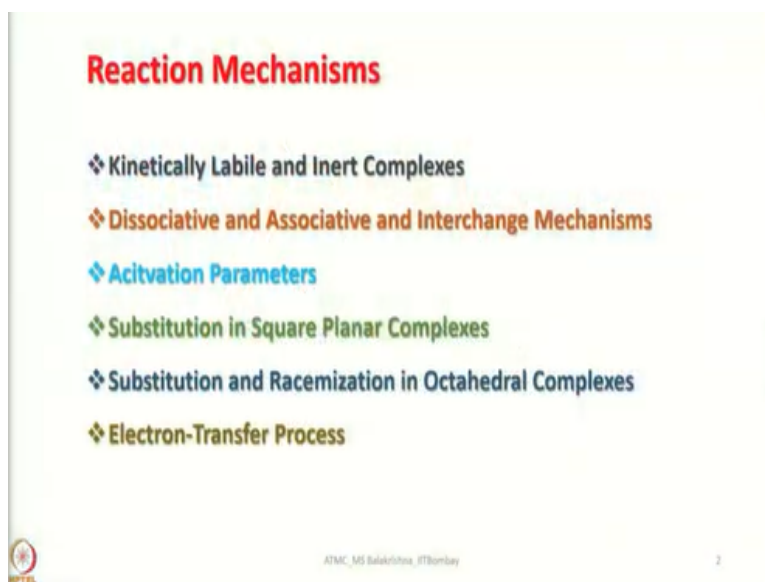 Reaction Mechanisms
❖Kinetically Labile and Inert Complexes
❖Dissociative and Associative and Interchange Mechanisms
❖Acitvation Parameters
❖Substitution in Square Planar Complexes
❖Substitution and Racemization in Octahedral Complexes
❖Electron-Transfer Process
ATMC_MS Balakrishna_IITBombay
2
NPTEL